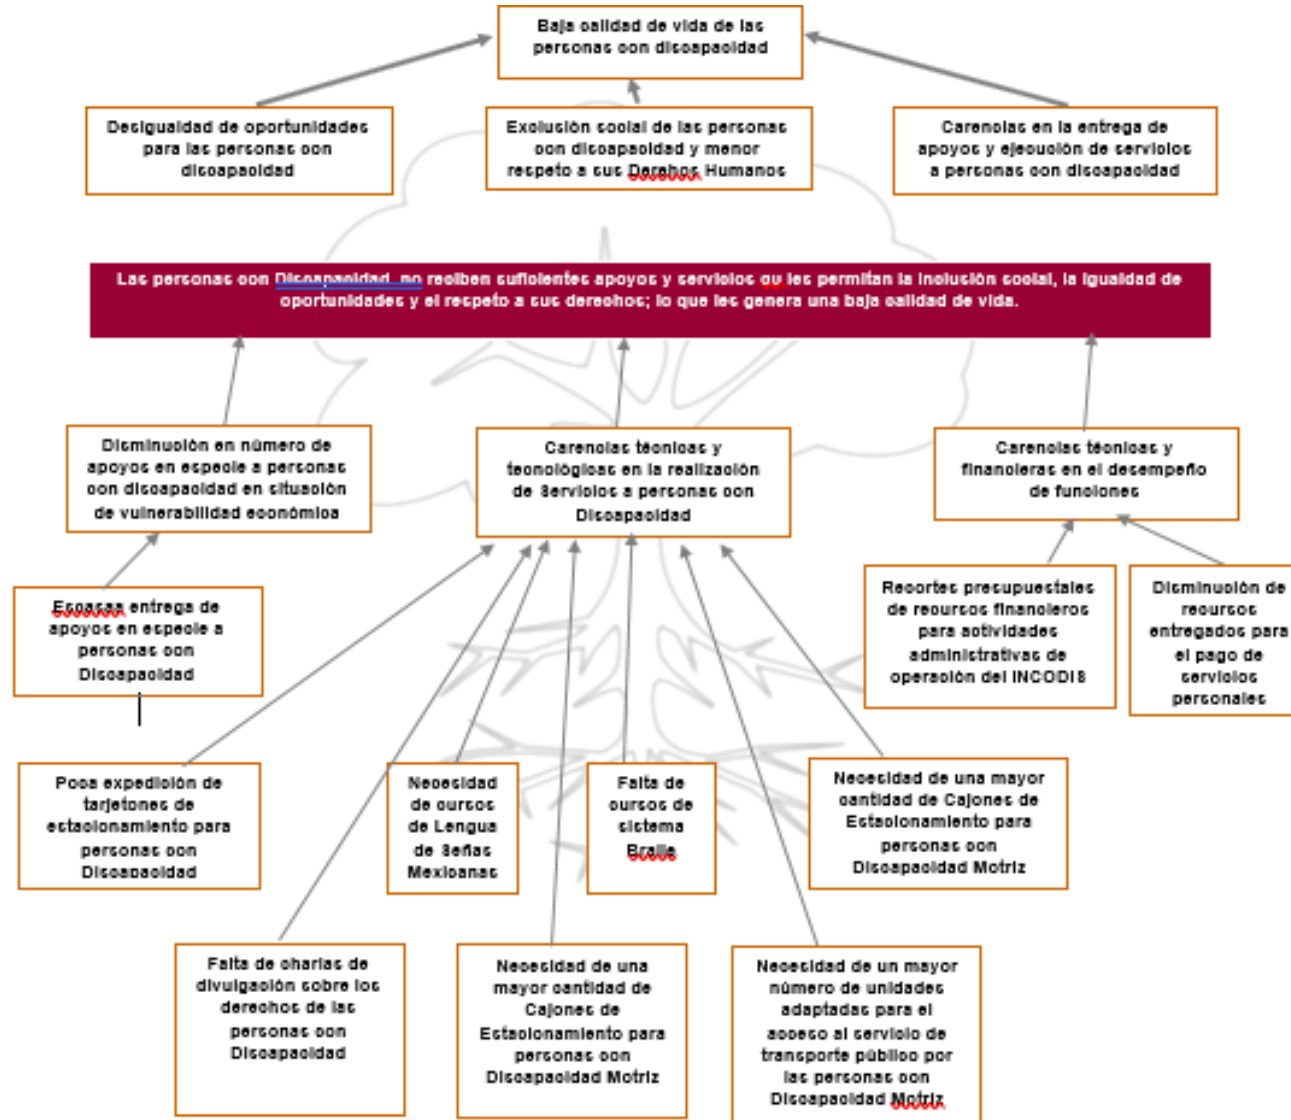 Baja calidad de vida de las
personas con discapacidad
Desigualdad de oportunidades
para las personas con
discapacidad
Exclusión social de las personas
con discapacidad y menor
respeto a sus Derehos Humanos
Carencias en la entrega de
apoyos y ejecución de servicios
a personas con discapacidad
Las personas con Discapacidad no reciben suficientes apoyos y servicios qu les permitan la inclusión social, la igualdad de
oportunidades y el respeto a sus derechos; lo que les genera una baja calidad de vida.
Disminución en número de
apoyos en especie a personas
con discapacidad en situación
de vulnerabilidad económica
Carencias técnicas y
tecnológicas en la realización
de Servicios a personas con
Discapacidad
Carencias técnicas y
financieras en el desempeño
de funciones
Escasaa entrega de
apoyos en especie a
personas con
Discapacidad
Recortes presupuestales
de recursos financieros
para actividades
administrativas de
operación del INCODIS
Disminución de
recursos
entregados para
el pago de
servicios
personales
Poca expedición de
tarjetones de
estacionamiento para
personas con
Discapacidad
Necesidad
de cursos
de Lengua
de Señas
Mexicanas
Falta de
cursos de
sistema
Bralle
Necesidad de una mayor
cantidad de Cajones de
Estacionamiento para
personas con
Discapacidad Motriz
Falta de charlas de
divulgación sobre los
derechos de las
personas con
Discapacidad
Necesidad de una
mayor cantidad de
Cajones de
Estacionamiento para
personas con
Discapacidad Motriz
Necesidad de un mayor
número de unidades
adaptadas para el
acceso al servicio de
transporte público por
las personas con
Discapacidad Motriz